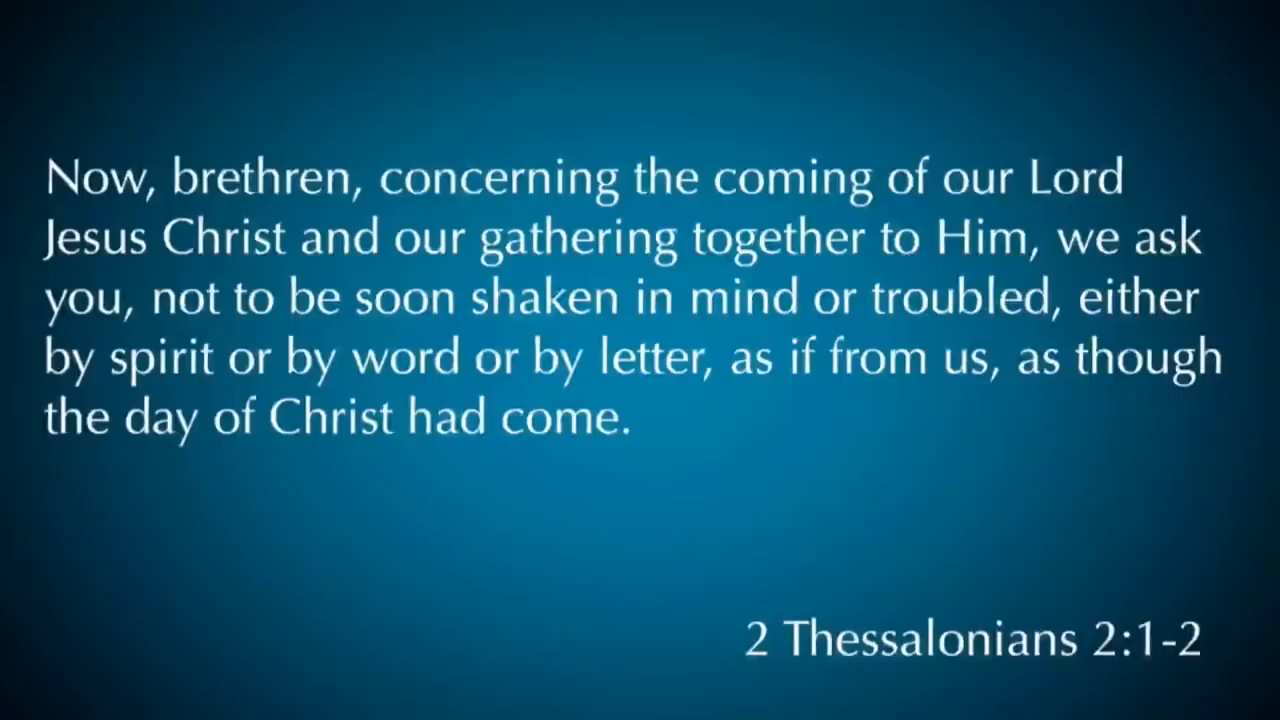 Now, brethren, concerning the coming of our Lord
Jesus Christ and our gathering together to Him, we ask
you, not to be soon shaken in mind or troubled, either
by spirit or by word or by letter, as if from us, as though
the day of Christ had come.
2 Thessalonians 2:1-2